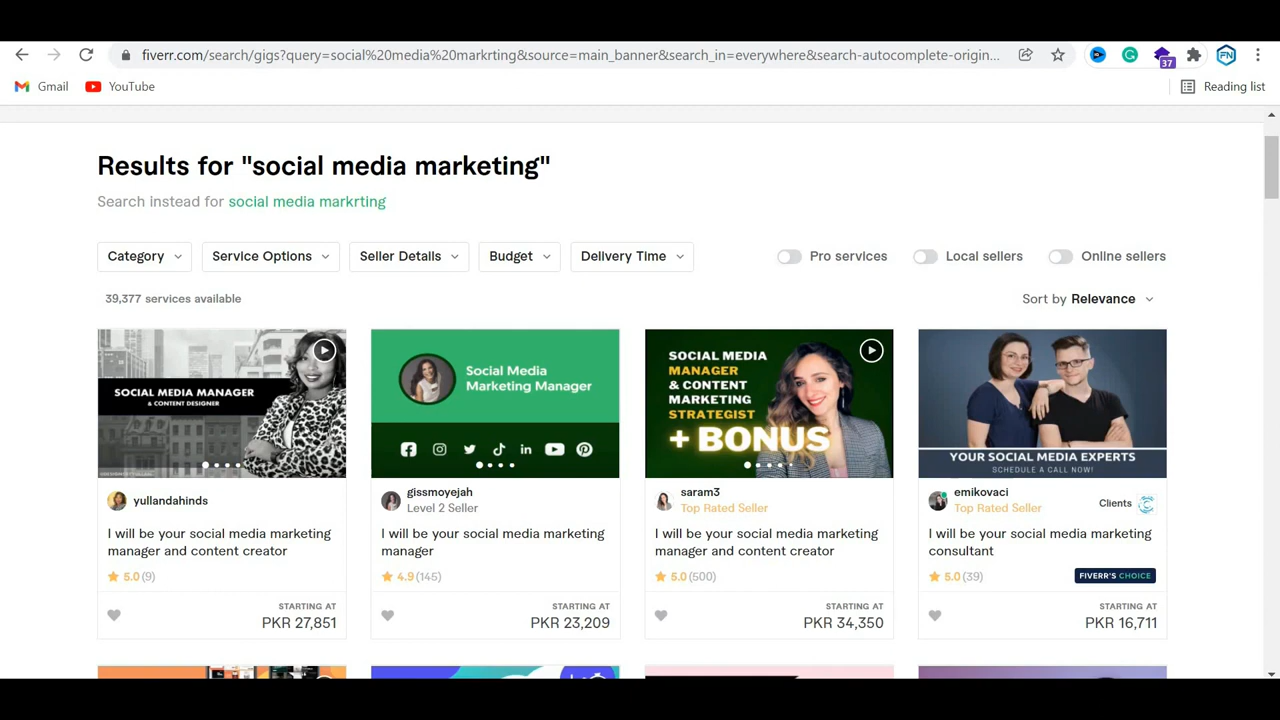 fiverr.com/search/gigs?query=social%20media%20markrting&source=main_banner&search_in=everywhere&search-autocomplete-origin...
37
FN
Gmail
YouTube
Reading list
Results for "social media marketing"
Search instead for social media markrting
Category
Service Options
Seller Details
Budget
Delivery Time
Pro services
Local sellers
Online sellers
39,377 services available
Sort by Relevance
SOCIAL MEDIA MANAGER
& CONTENT DESIGNER
yullandahinds
I will be your social media marketing
manager and content creator
5.0 (9)
STARTING AT
PKR 27,851
Social Media
Marketing Manager
gissmoyejah
Level 2 Seller
I will be your social media marketing
manager
4.9 (145)
STARTING AT
PKR 23,209
SOCIAL MEDIA
MANAGER
& CONTENT
MARKETING
STRATEGIST
+ BONUS
saram3
Top Rated Seller
I will be your social media marketing
manager and content creator
5.0 (500)
STARTING AT
PKR 34,350
YOUR SOCIAL MEDIA EXPERTS
SCHEDULE A CALL NOW!
emikovaci
Top Rated Seller
Clients
I will be your social media marketing
consultant
5.0 (39)
FIVERR'S CHOICE
STARTING AT
PKR 16,711